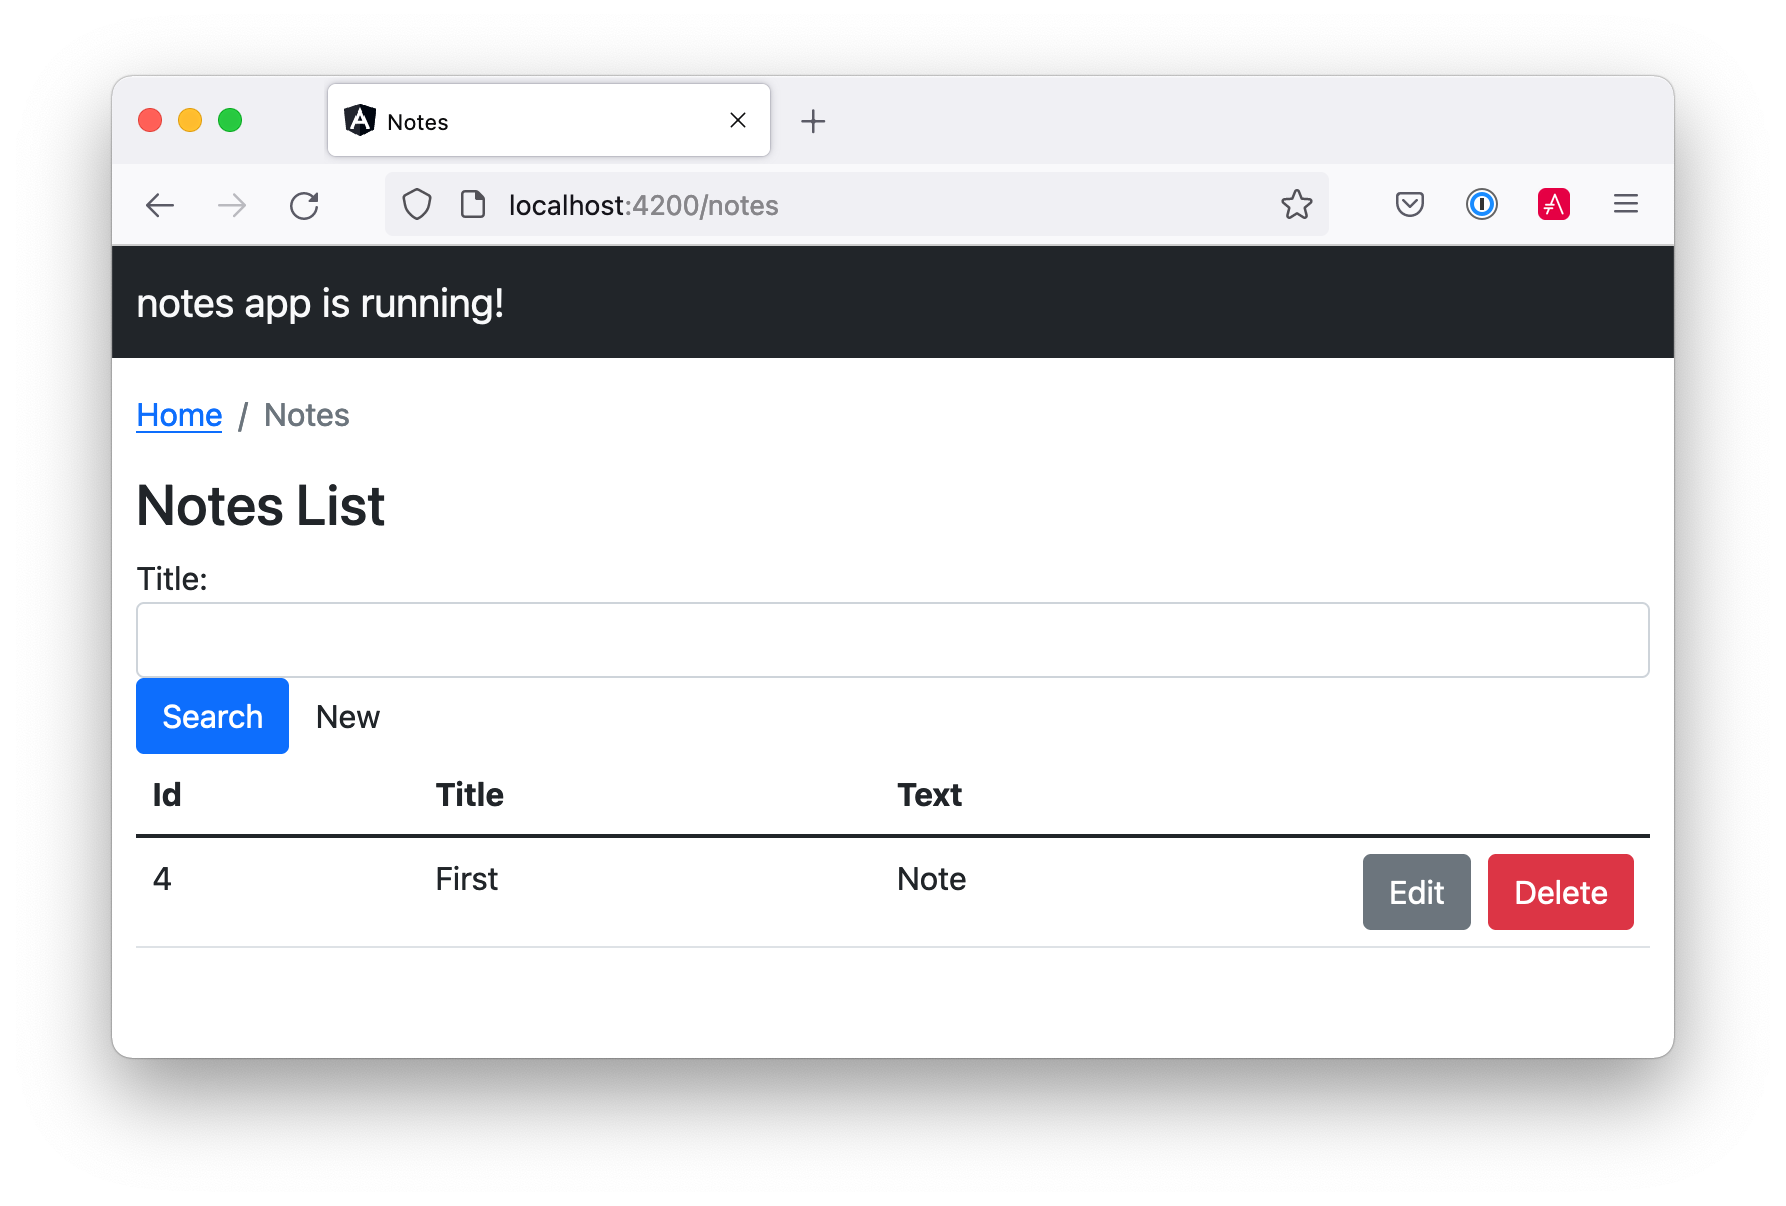 Notes
localhost:4200/notes
notes app is running!
Home / Notes
Notes List
Title:
Search New
Id Title Text
4 First Note Edit Delete